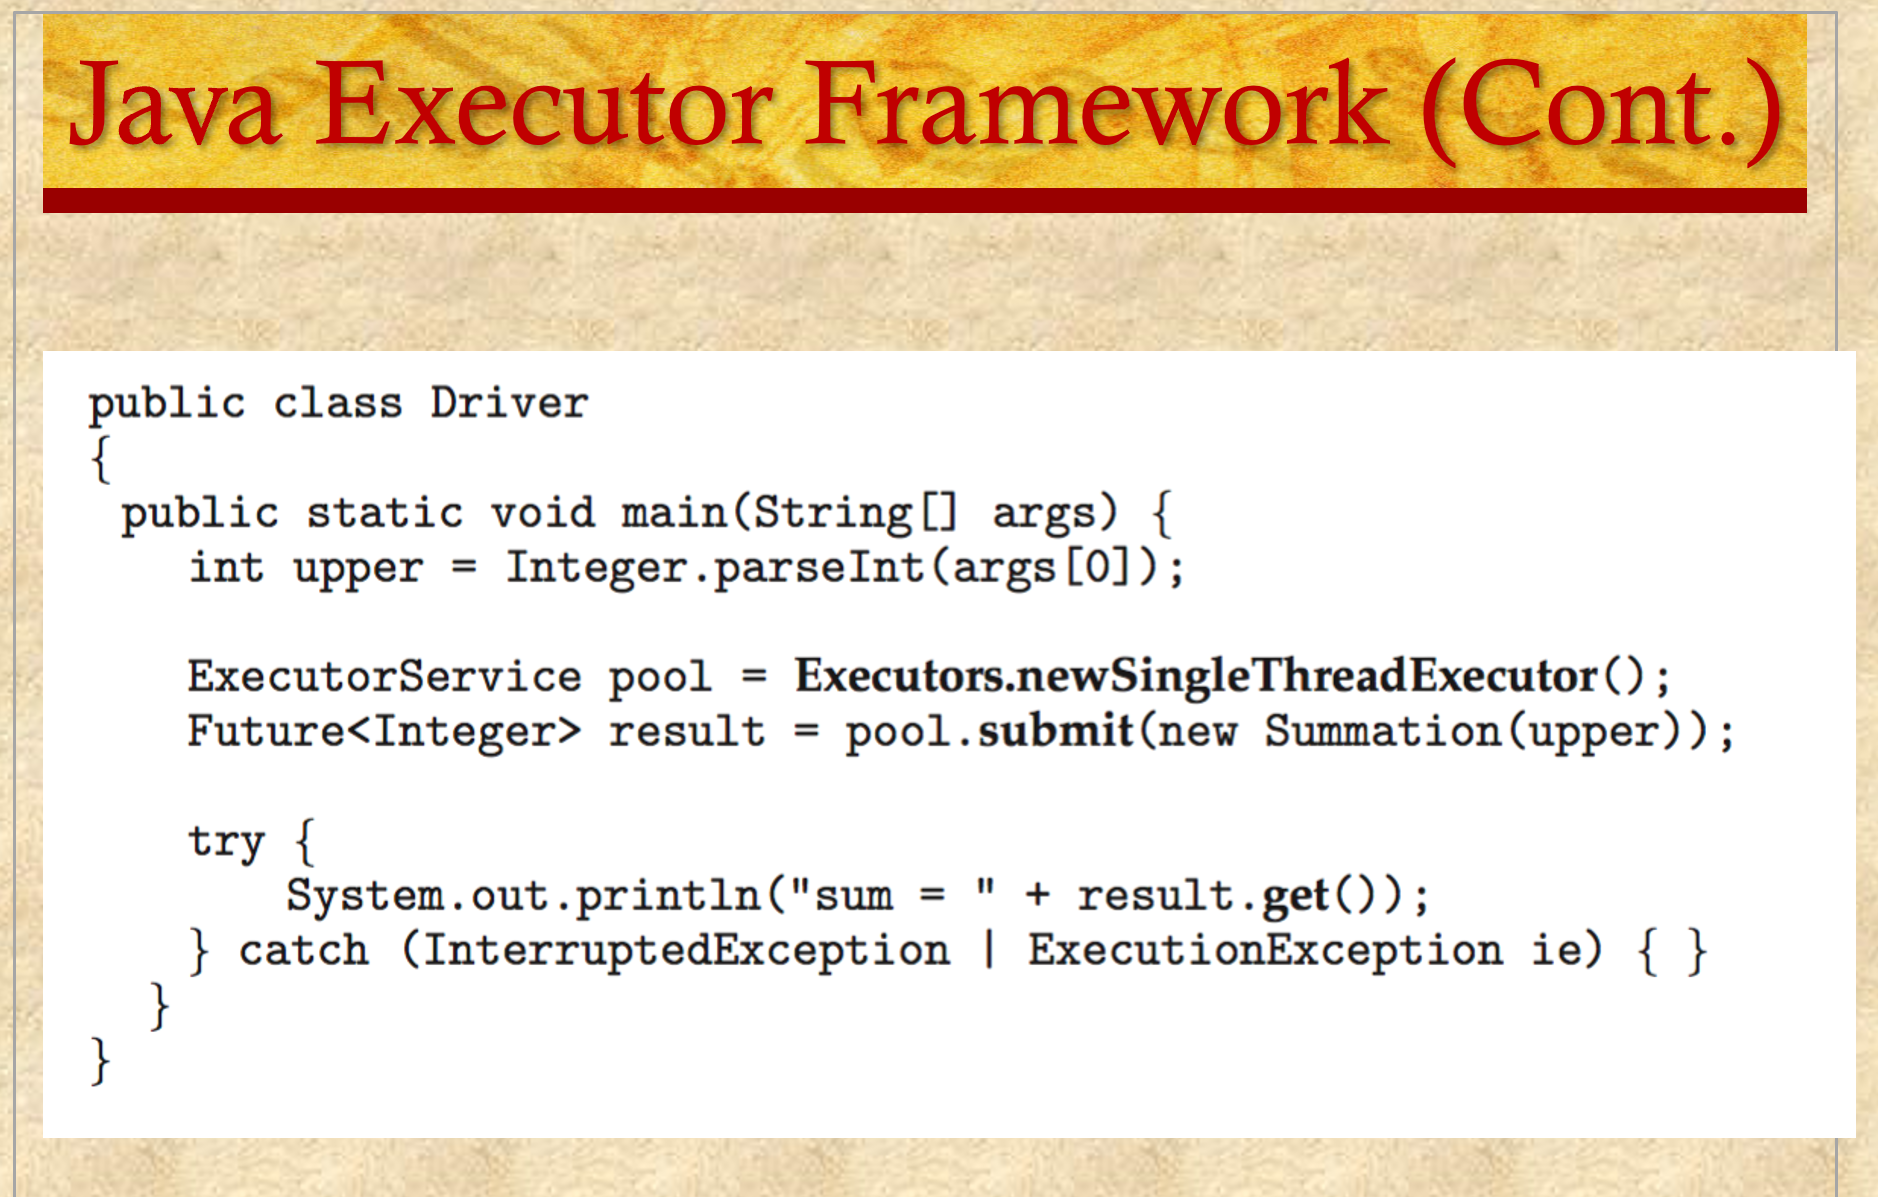 Java Executor Framework (Cont.)
public class Driver
{
public static void main(String[] args) {
int upper = Integer.parseInt(args[0]);
ExecutorService pool = Executors.newSingleThreadExecutor();
Future<Integer> result = pool.submit(new Summation(upper));
try {
System.out.println("sum = " + result.get());
} catch (InterruptedException | ExecutionException ie) { }
}
}